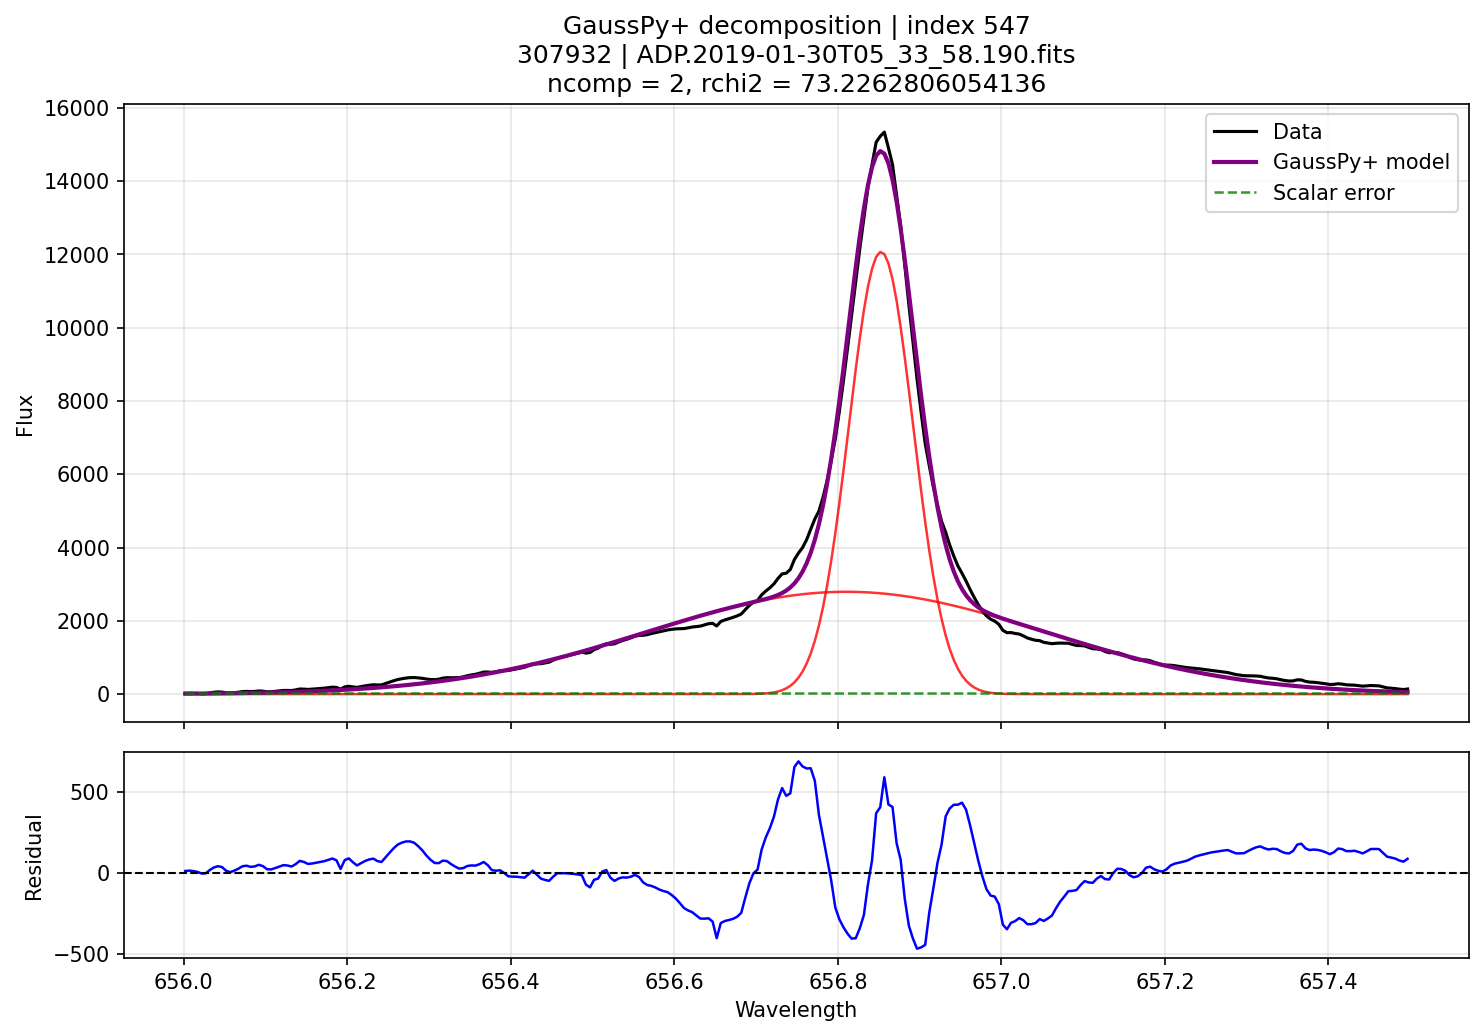 GaussPy+ decomposition | index 547
307932 | ADP.2019-01-30T05_33_58.190.fits
ncomp = 2, rchi2 = 73.2262806054136
16000
14000
12000
10000
8000
6000
4000
2000
0
Flux
Data
GaussPy+ model
Scalar error
500
0
−500
Residual
656.0
656.2
656.4
656.6
656.8
657.0
657.2
657.4
Wavelength